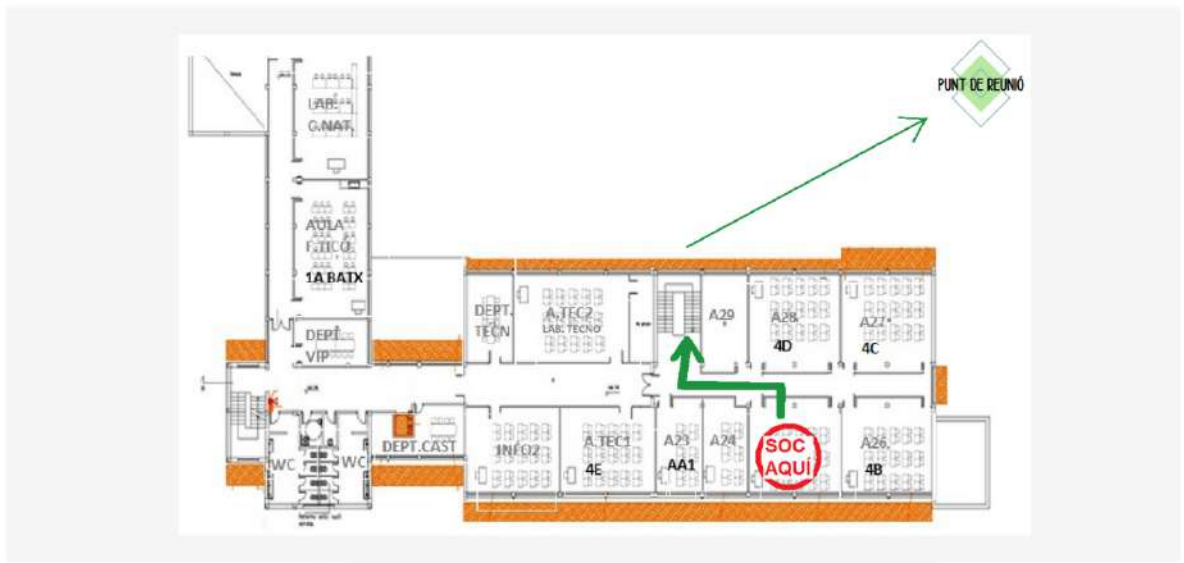 PUNT DE REUNIÓ
LAB.
C.NAT.
AULA
P.TICÓ
1A BATX
DEPT
VIP
DEPT.
TECN
A.TEC2
LAB. TECNO
A29
A28
4D
A27
4C
DEPT.CAST
WC
WC
INFO2
A.TEC1
4E
A23
AA1
A24
SOC
AQUÍ
A26
4B